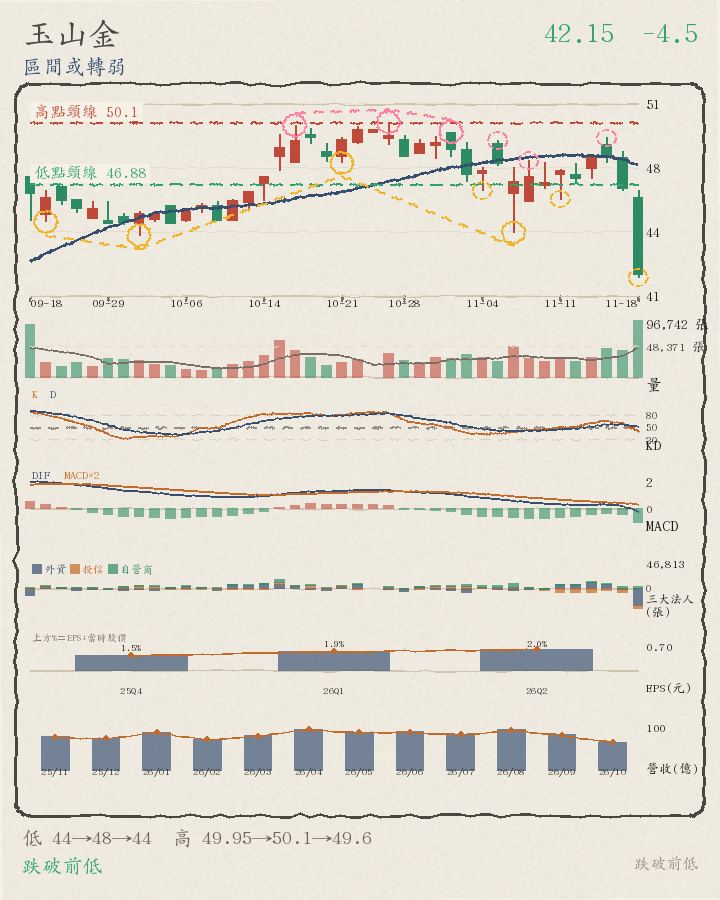 玉山金
42.15 -4.5
區間或轉弱
51
高點頸線 50.1
48
低點頸線 46.88
44
41
09-18 09-29 10-06 10-14 10-21 10-28 11-04 11-11 11-18
96,742 張
48,371 張
量
K D
80
50
20
KD
DIF MACD×2
2
0
MACD
外資 投信 自營商
46,813
0
三大法人
(張)
上方%=EPS÷當時股價
1.5% 1.9% 2.0%
0.70
25Q4 26Q1 26Q2
EPS(元)
100
25/11 25/12 26/01 26/02 26/03 26/04 26/05 26/06 26/07 26/08 26/09 26/10
營收(億)
低 44→48→44 高 49.95→50.1→49.6
跌破前低
跌破前低